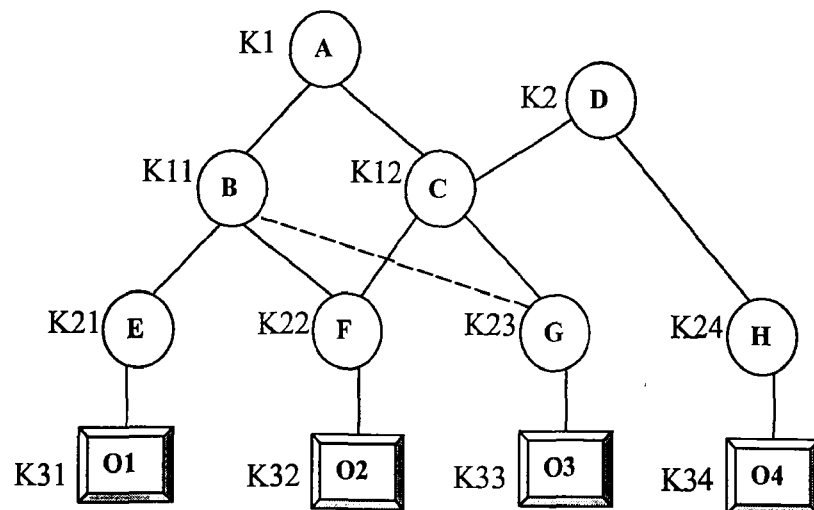 K1 A
K2 D
K11 B
K12 C
K21 E
K22 F
K23 G
K24 H
K31 O1
K32 O2
K33 O3
K34 O4